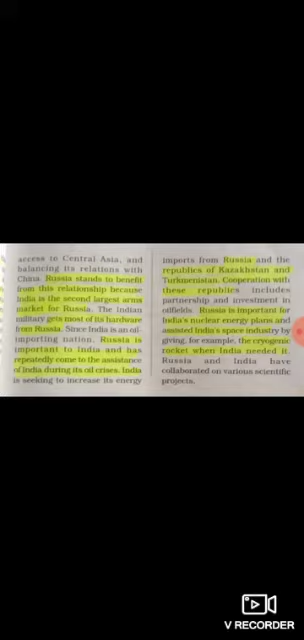 access to Central Asia, and
balancing its relations with
China. Russia stands to benefit
from this relationship because
India is the second largest arms
market for Russia. The Indian
military gets most of its hardware
from Russia. Since India is an oil-
importing nation, Russia is
important to India and has
repeatedly come to the assistance
of India during its oil crises. India
is seeking to increase its energy
imports from Russia and the
republics of Kazakhstan and
Turkmenistan. Cooperation with
these republics includes
partnership and investment in
oilfields. Russia is important for
India's nuclear energy plans and
assisted India's space industry by
giving, for example, the cryogenic
rocket when India needed it.
Russia and India have
collaborated on various scientific
projects.
V RECORDER